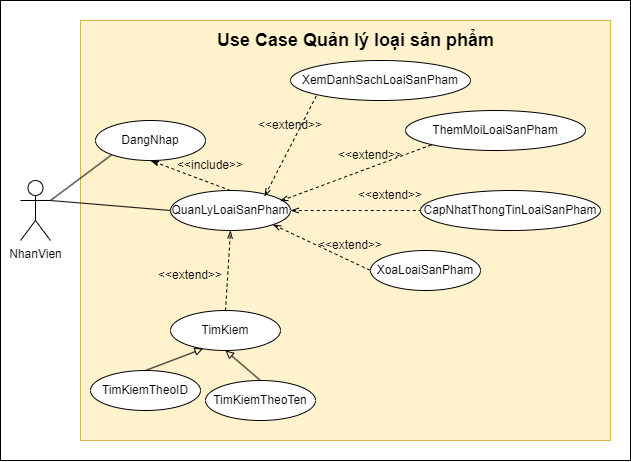 Use Case Quản lý loại sản phẩm
XemDanhSachLoaiSanPham
<<extend>>
ThemMoiLoaiSanPham
DangNhap
<<extend>>
<<include>>
<<extend>>
QuanLyLoaiSanPham
CapNhatThongTinLoaiSanPham
<<extend>>
NhanVien
XoaLoaiSanPham
<<extend>>
TimKiem
TimKiemTheoID
TimKiemTheoTen